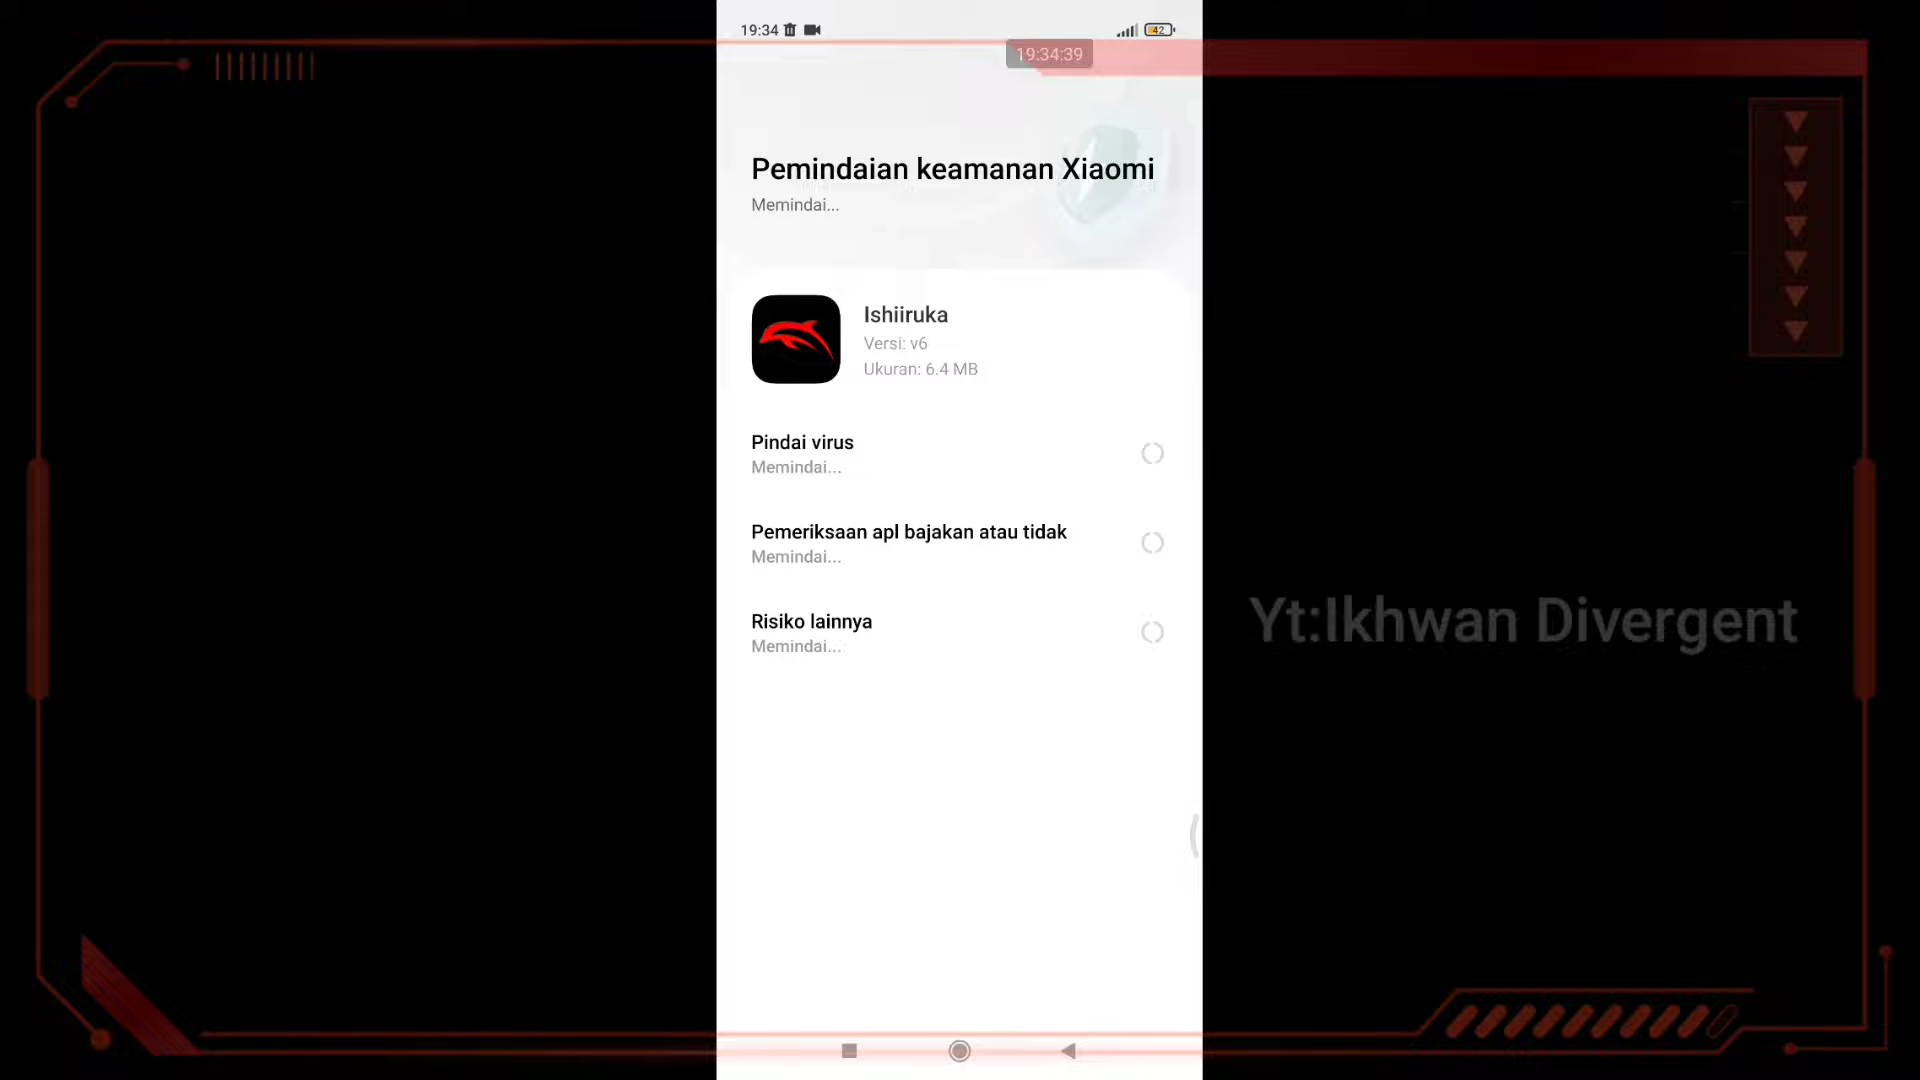 19:34
42
19:34:39
Pemindaian keamanan Xiaomi
Memindai...
Ishiiruka
Versi: v6
Ukuran: 6.4 MB
Pindai virus
Memindai...
Pemeriksaan apl bajakan atau tidak
Memindai...
Risiko lainnya
Memindai...
Yt:Ikhwan Divergent